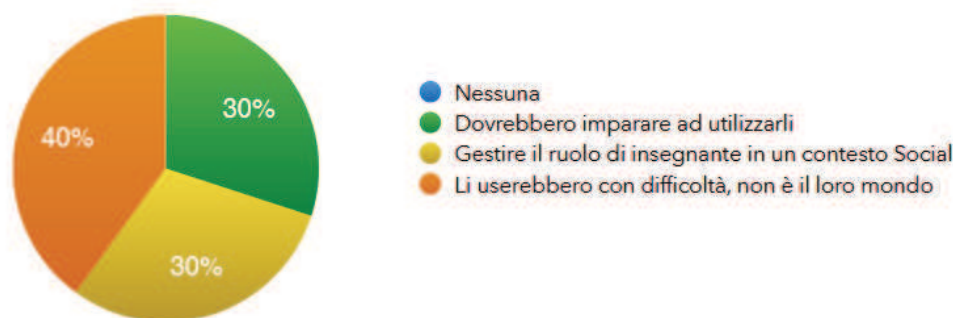 30%
40%
30%
Nessuna
Dovrebbero imparare ad utilizzarli
Gestire il ruolo di insegnante in un contesto Social
Li userebbero con difficoltà, non è il loro mondo